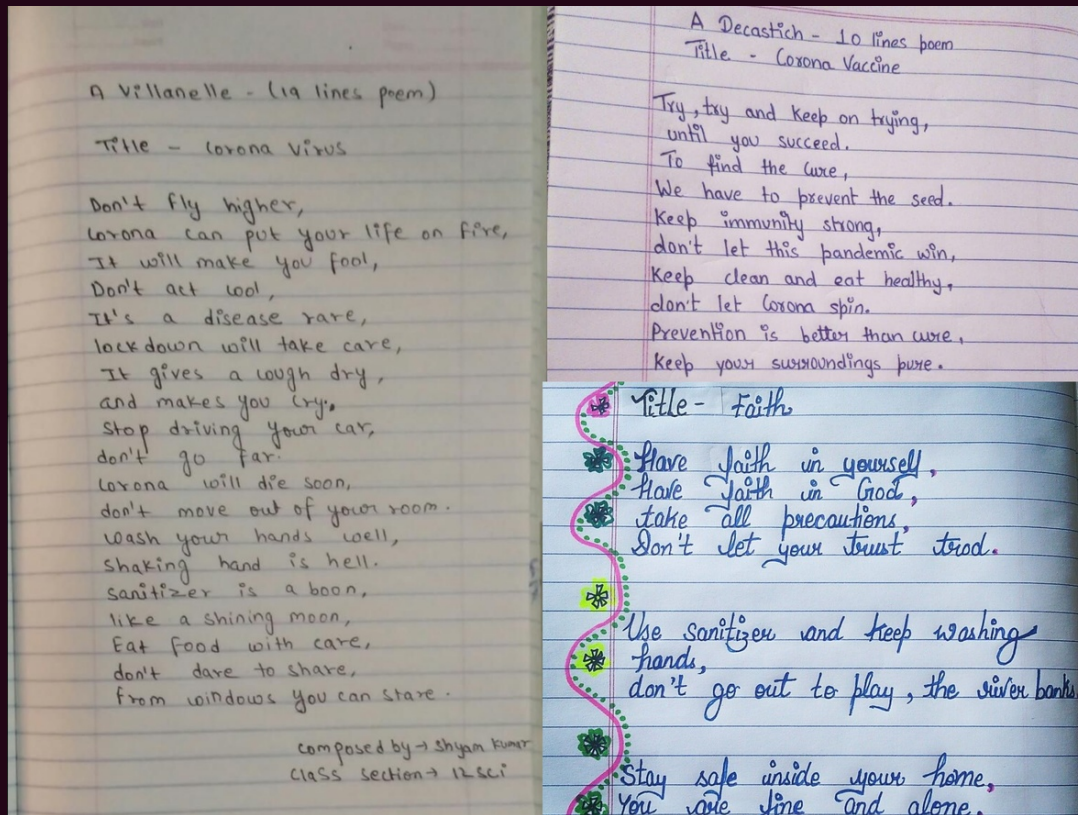 A Villanelle - (19 lines poem)
Title - Corona Virus
Don't fly higher,
Corona can put your life on fire,
It will make you fool,
Don't act cool,
It's a disease rare,
lock down will take care,
It gives a cough dry,
and makes you cry.
Stop driving your car,
don't go far.
Corona will die soon,
don't move out of your room.
wash your hands well,
shaking hand is hell.
sanitizer is a boon,
like a shining moon,
Eat food with care,
don't dare to share,
from windows you can stare.
composed by → Shyam Kumar
Class section → 12 sci
A Decastich - 10 lines poem
Title - Corona Vaccine
Try, try and keep on trying,
until you succeed.
To find the cure,
We have to prevent the seed.
Keep immunity strong,
don't let this pandemic win,
Keep clean and eat healthy,
don't let Corona spin.
Prevention is better than cure,
Keep your surroundings pure.
Title - Faith
Have faith in yourself,
Have faith in God,
take all precautions,
Don't let your trust trod.
Use sanitizer and keep washing
hands,
don't go out to play, the river banks
Stay safe inside your home,
You are fine and alone.